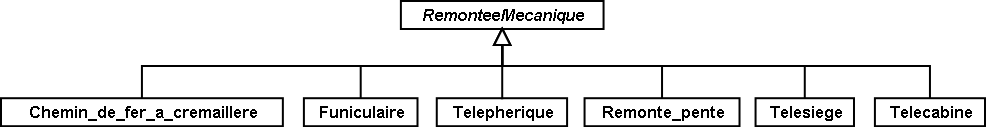 RemonteeMecanique
Chemin_de_fer_a_cremaillere
Funiculaire
Telepherique
Remonte_pente
Telesiege
Telecabine